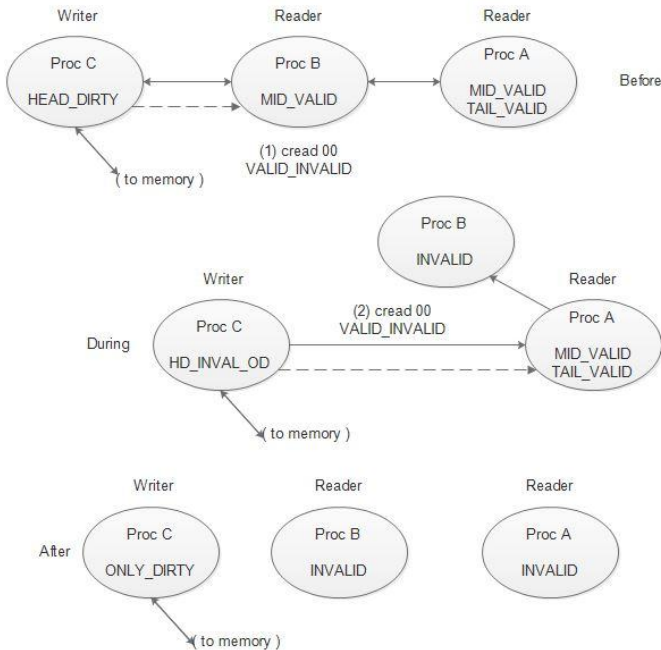 Writer
Reader
Reader
Proc C
HEAD_DIRTY
Proc B
MID_VALID
Proc A
MID_VALID
TAIL_VALID
Before
(1) cread 00
VALID_INVALID
( to memory )
Proc B
INVALID
Writer
Reader
During
Proc C
HD_INVAL_OD
(2) cread 00
VALID_INVALID
Proc A
MID_VALID
TAIL_VALID
( to memory )
Writer
Reader
Reader
After
Proc C
ONLY_DIRTY
Proc B
INVALID
Proc A
INVALID
( to memory )